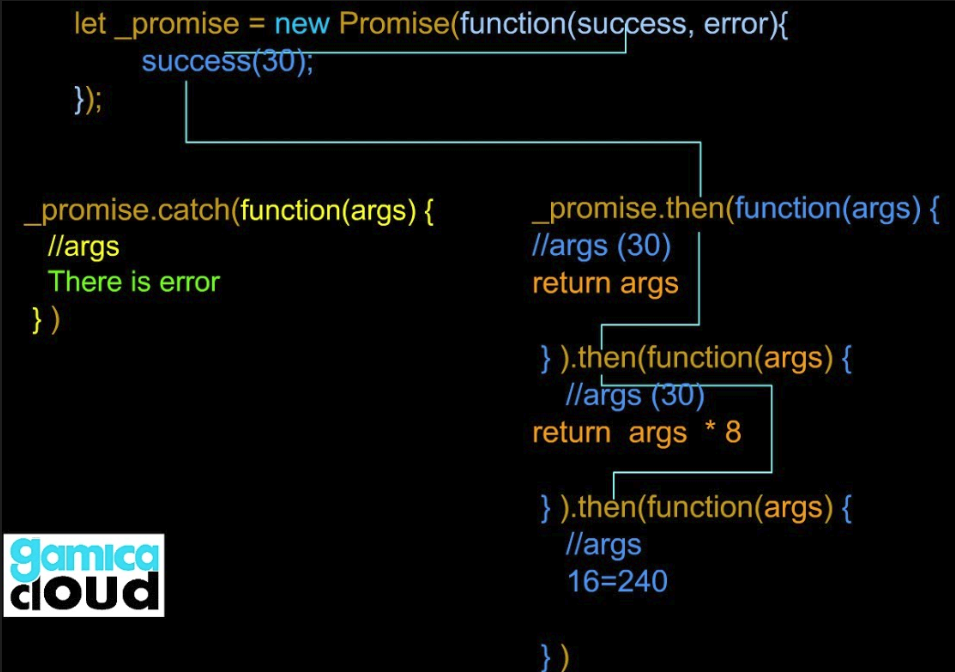 let _promise = new Promise(function(success, error){
success(30);
});
_promise.catch(function(args) {
//args
There is error
} )
_promise.then(function(args) {
//args (30)
return args
} ).then(function(args) {
//args (30)
return args * 8
} ).then(function(args) {
//args
16=240
} )
gamica
cloud